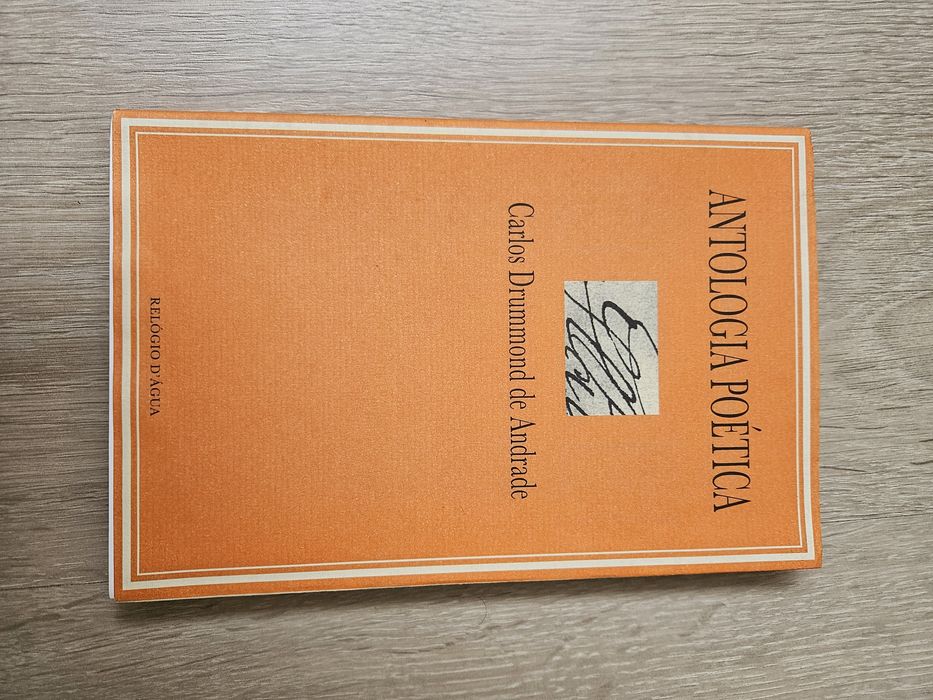 ANTOLOGIA POÉTICA
Carlos Drummond de Andrade
RELÓGIO D'ÁGUA